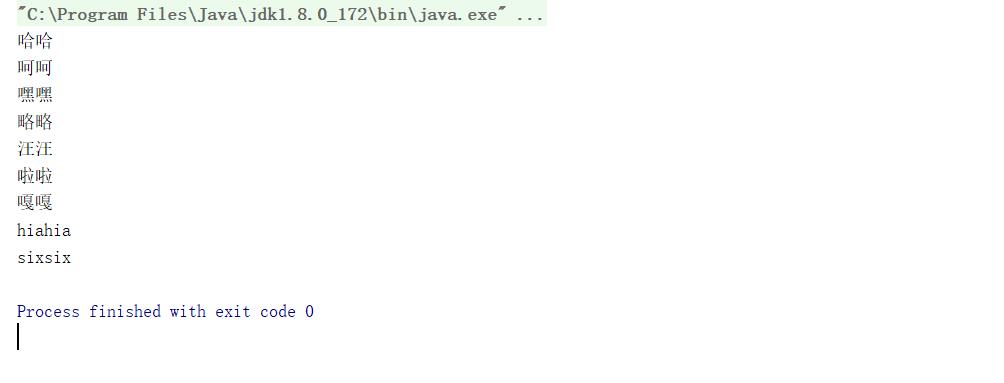 "C:\Program Files\Java\jdk1.8.0_172\bin\java.exe" ...
哈哈
呵呵
嘿嘿
略略
汪汪
啦啦
嘎嘎
hiahia
sixsix
Process finished with exit code 0